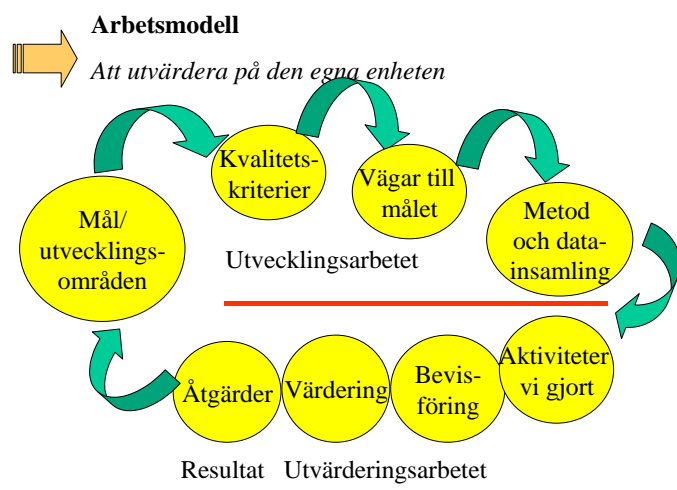 Arbetsmodell
Att utvärdera på den egna enheten
Mål/
utvecklings-
områden
Kvalitets-
kriterier
Vägar till
målet
Metod
och data-
insamling
Utvecklingsarbetet
Åtgärder
Värdering
Bevis-
föring
Aktiviteter
vi gjort
Resultat Utvärderingsarbetet